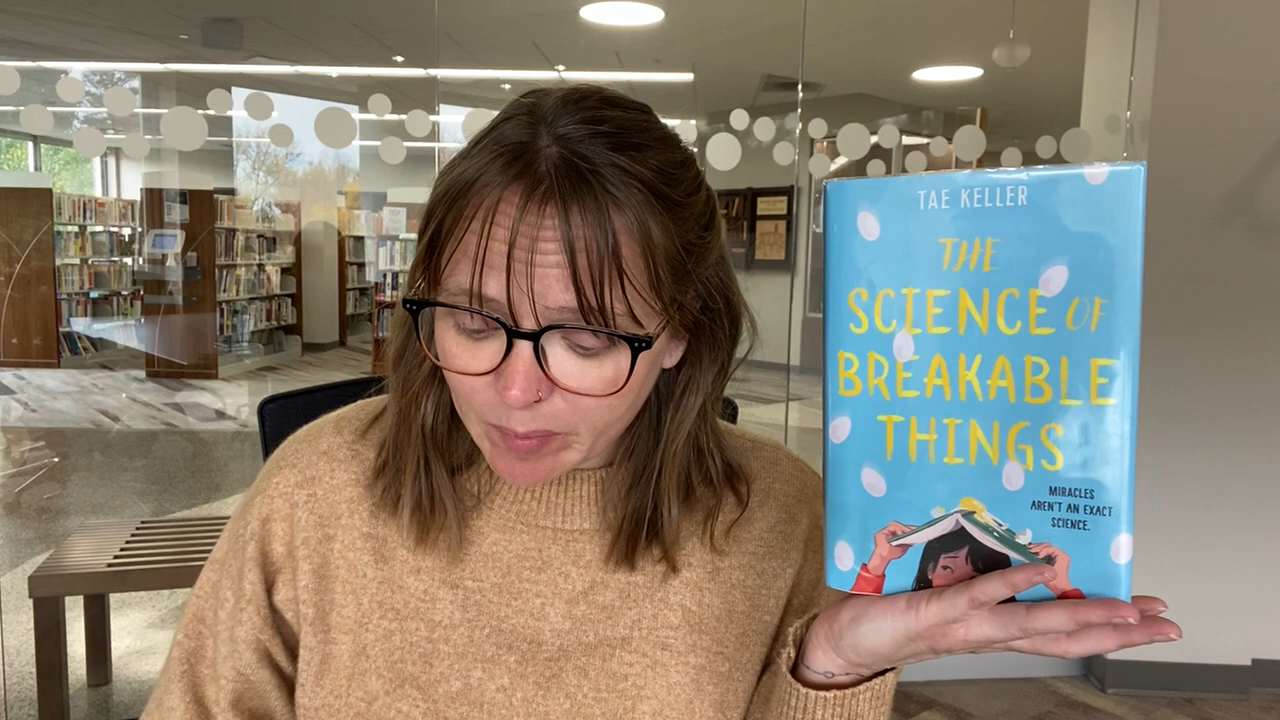 TAE KELLER
THE
SCIENCE OF
BREAKABLE
THINGS
MIRACLES
AREN'T AN EXACT
SCIENCE.